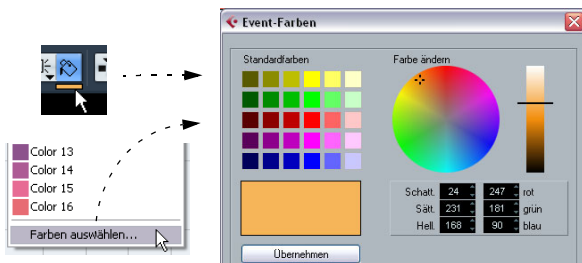 Event-Farben
Standardfarben
Farbe ändern
Color 13
Color 14
Color 15
Color 16
Farben auswählen...
Schatt. 24 247 rot
Sätt. 231 181 grün
Hell. 168 90 blau
Übernehmen